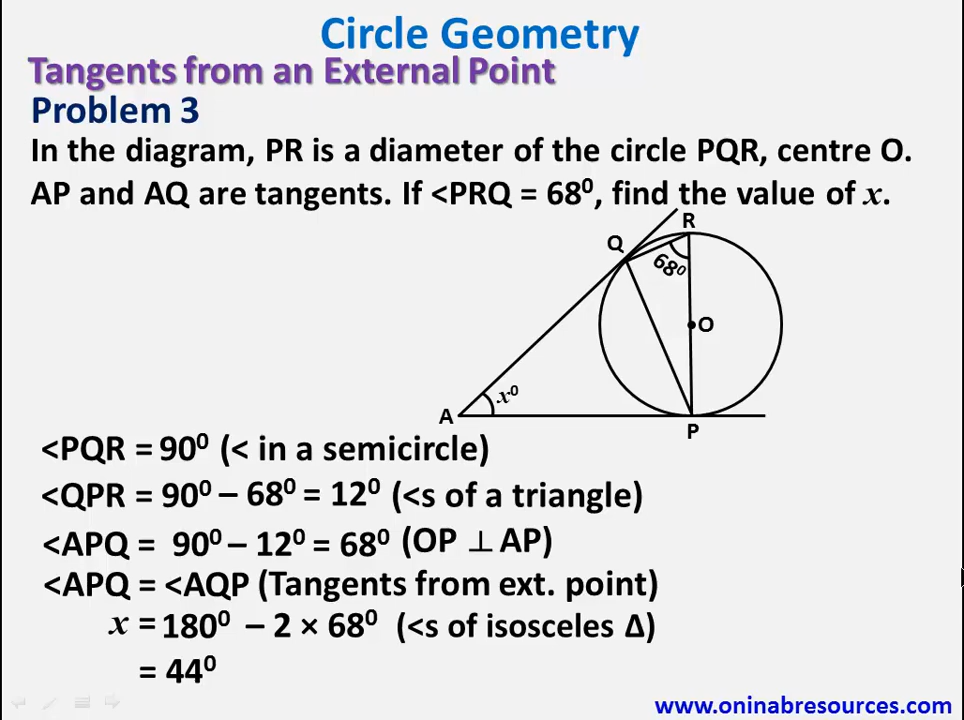 Circle Geometry
Tangents from an External Point
Problem 3
In the diagram, PR is a diameter of the circle PQR, centre O.
AP and AQ are tangents. If <PRQ = 68⁰, find the value of x.
R
Q
68⁰
O
x⁰
A
P
<PQR = 90⁰ (< in a semicircle)
<QPR = 90⁰ – 68⁰ = 12⁰ (<s of a triangle)
<APQ = 90⁰ – 12⁰ = 68⁰ (OP ⊥ AP)
<APQ = <AQP (Tangents from ext. point)
x = 180⁰ – 2 × 68⁰ (<s of isosceles Δ)
= 44⁰
www.oninabresources.com